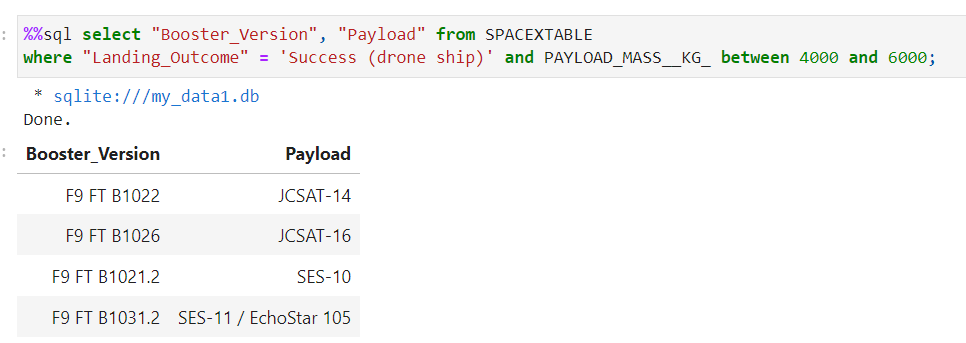 : %%sql select "Booster_Version", "Payload" from SPACEXTABLE
where "Landing_Outcome" = 'Success (drone ship)' and PAYLOAD_MASS__KG_ between 4000 and 6000;
* sqlite:///my_data1.db
Done.
: Booster_Version Payload
F9 FT B1022 JCSAT-14
F9 FT B1026 JCSAT-16
F9 FT B1021.2 SES-10
F9 FT B1031.2 SES-11 / EchoStar 105